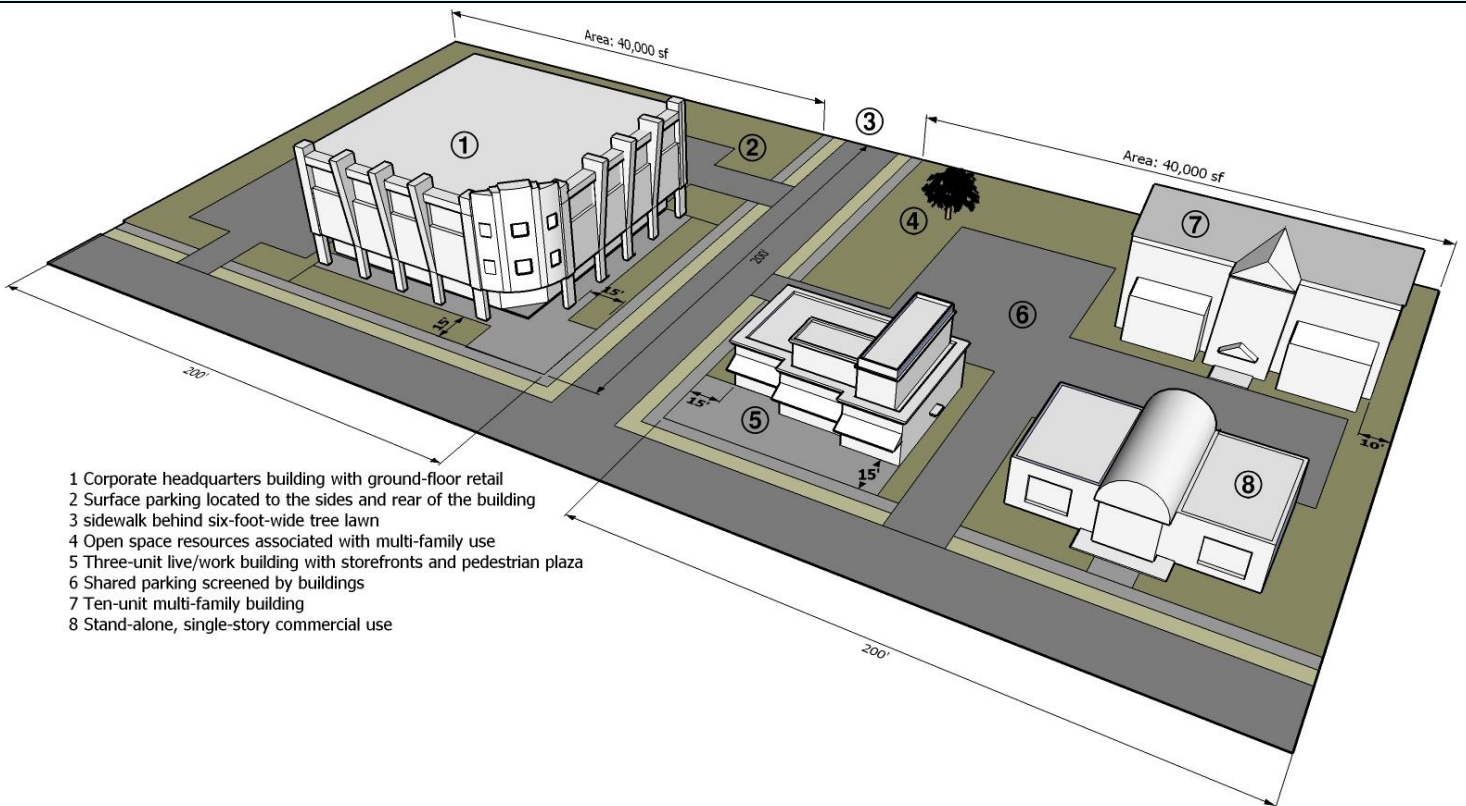 Area: 40,000 sf
③
②
①
Area: 40,000 sf
④
⑦
200'
⑥
15'
15'
200'
15'
⑤
10'
15'
⑧
1 Corporate headquarters building with ground-floor retail
2 Surface parking located to the sides and rear of the building
3 sidewalk behind six-foot-wide tree lawn
4 Open space resources associated with multi-family use
5 Three-unit live/work building with storefronts and pedestrian plaza
6 Shared parking screened by buildings
7 Ten-unit multi-family building
8 Stand-alone, single-story commercial use
200'